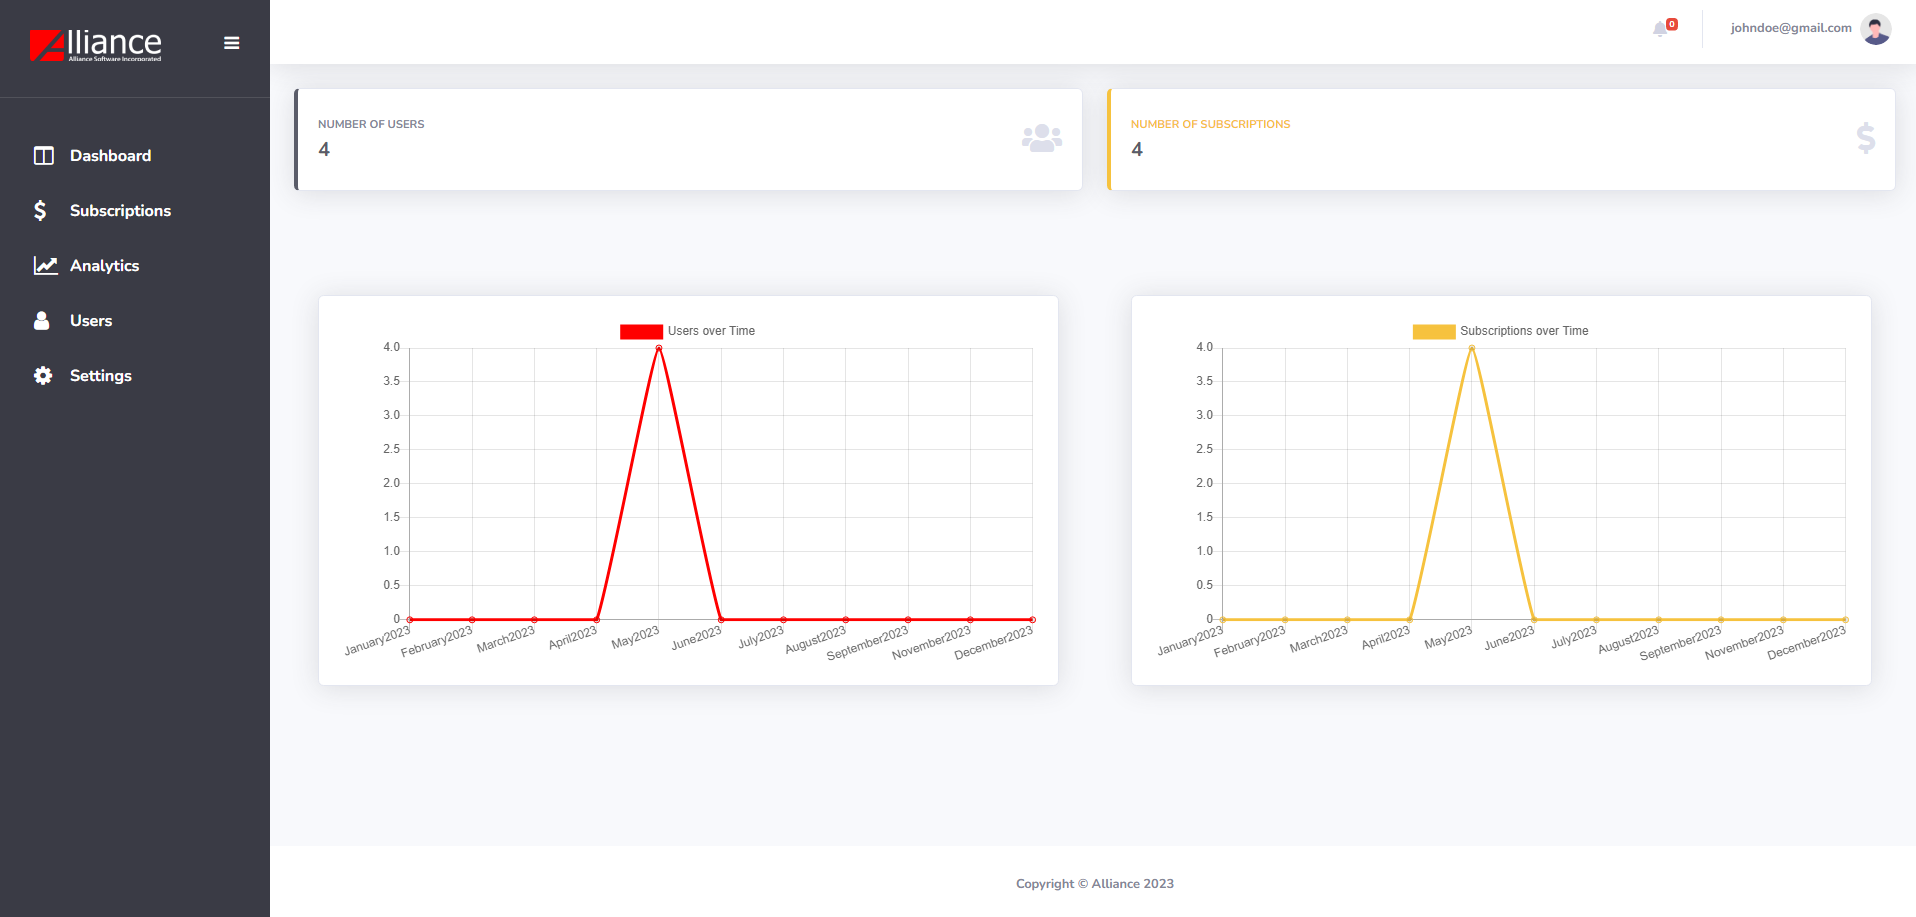 Alliance
Alliance Software Incorporated
0
johndoe@gmail.com
Dashboard
Subscriptions
Analytics
Users
Settings
NUMBER OF USERS
4
NUMBER OF SUBSCRIPTIONS
4
Users over Time
4.0
3.5
3.0
2.5
2.0
1.5
1.0
0.5
0
January2023
February2023
March2023
April2023
May2023
June2023
July2023
August2023
September2023
November2023
December2023
Subscriptions over Time
4.0
3.5
3.0
2.5
2.0
1.5
1.0
0.5
0
January2023
February2023
March2023
April2023
May2023
June2023
July2023
August2023
September2023
November2023
December2023
Copyright © Alliance 2023